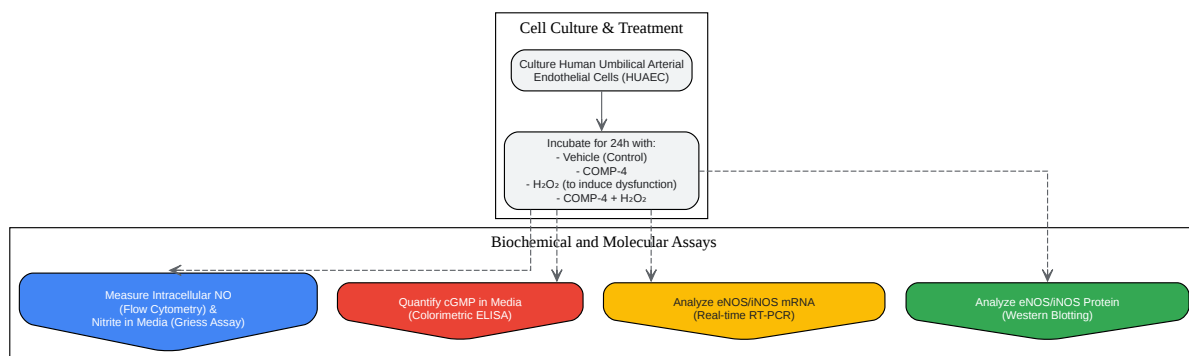 Cell Culture & Treatment
Culture Human Umbilical Arterial
Endothelial Cells (HUAEC)
Incubate for 24h with:
- Vehicle (Control)
- COMP-4
- H₂O₂ (to induce dysfunction)
- COMP-4 + H₂O₂
Biochemical and Molecular Assays
Measure Intracellular NO
(Flow Cytometry) &
Nitrite in Media (Griess Assay)
Quantify cGMP in Media
(Colorimetric ELISA)
Analyze eNOS/iNOS mRNA
(Real-time RT-PCR)
Analyze eNOS/iNOS Protein
(Western Blotting)